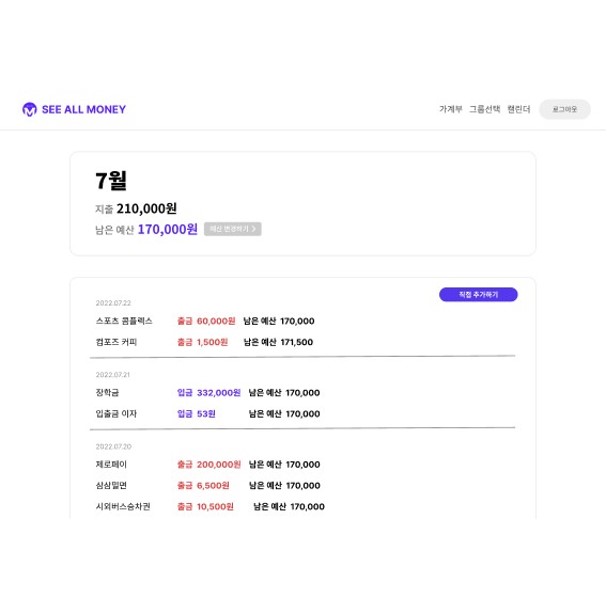 SEE ALL MONEY
가계부 그룹선택 캘린더 로그아웃
7월
지출 210,000원
남은 예산 170,000원 예산 변경하기 >
직접 추가하기
2022.07.22
스포츠 콤플렉스 출금 60,000원 남은 예산 170,000
컴포즈 커피 출금 1,500원 남은 예산 171,500
2022.07.21
장학금 입금 332,000원 남은 예산 170,000
입출금 이자 입금 53원 남은 예산 170,000
2022.07.20
제로페이 출금 200,000원 남은 예산 170,000
삼삼밀면 출금 6,500원 남은 예산 170,000
시외버스승차권 출금 10,500원 남은 예산 170,000